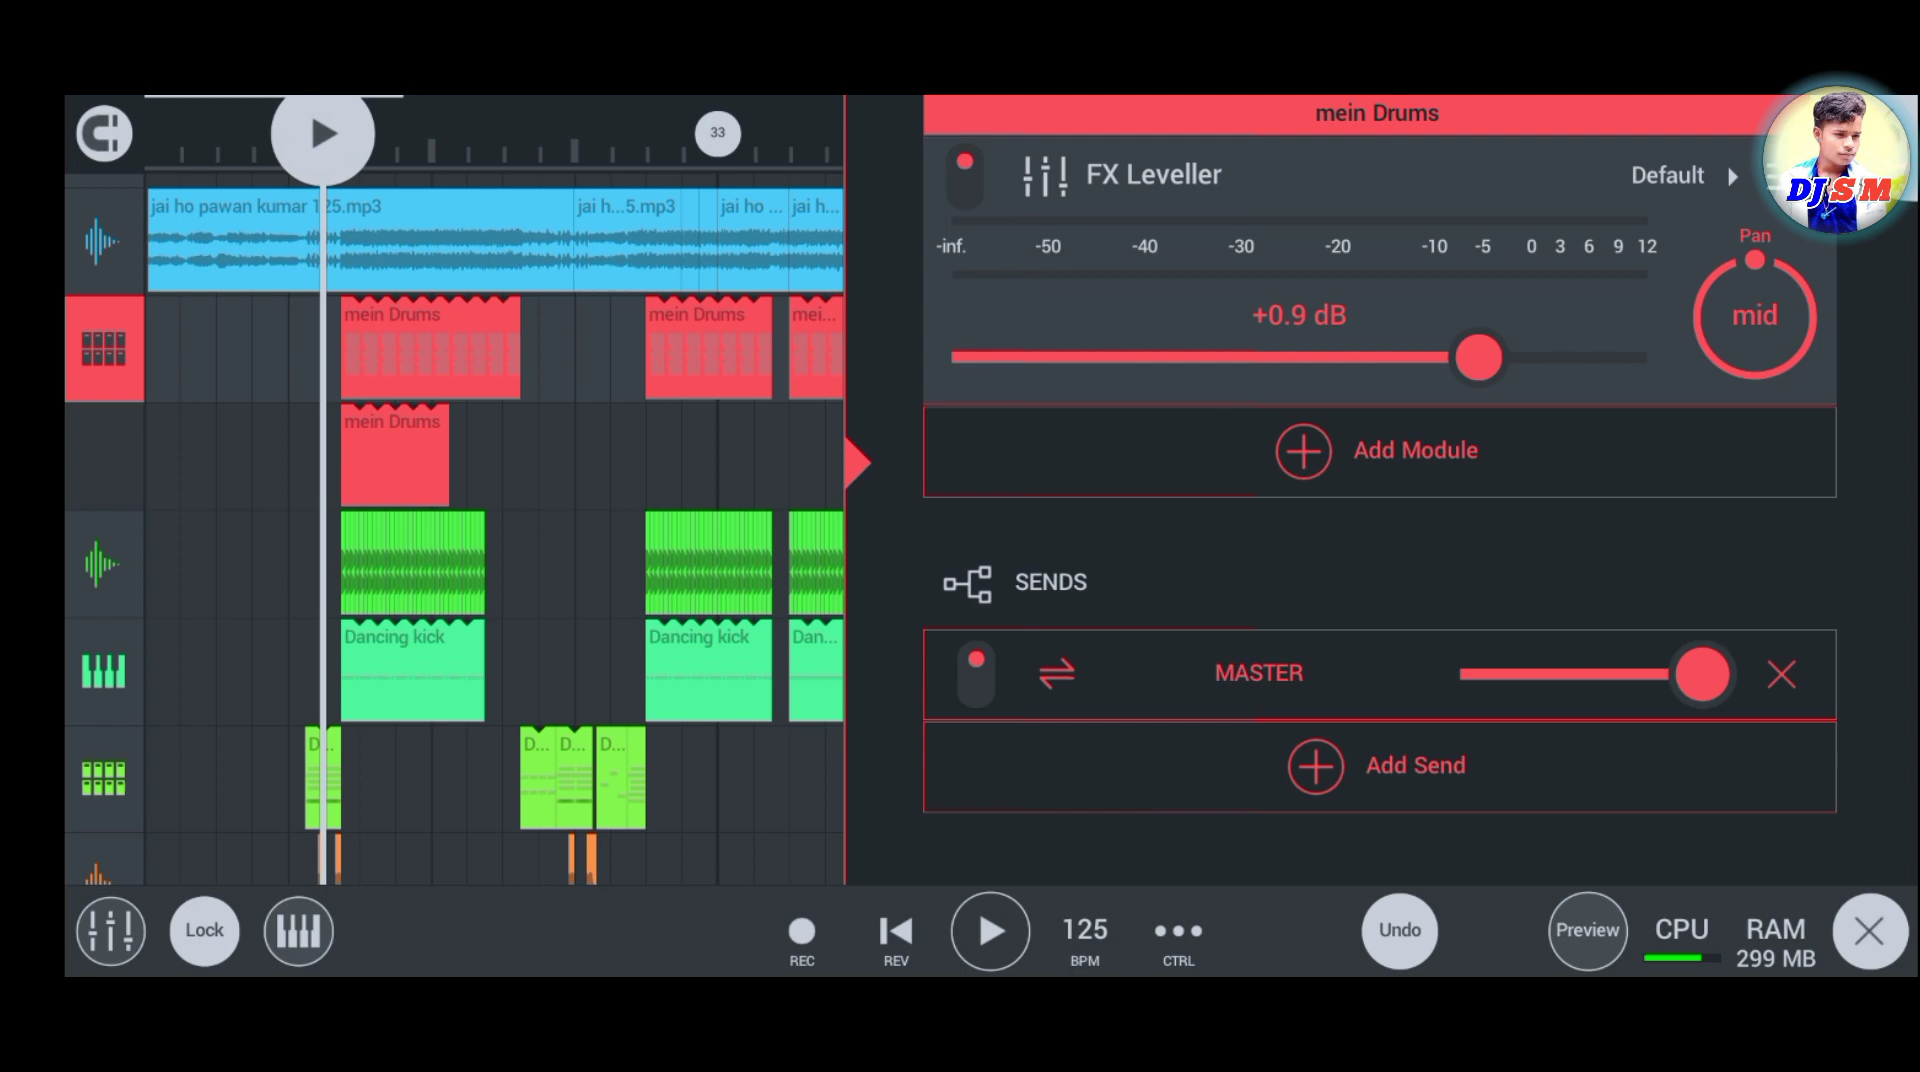 mein Drums
33
FX Leveller
Default
DJ S M
-inf. -50 -40 -30 -20 -10 -5 0 3 6 9 12
Pan
+0.9 dB
mid
Add Module
SENDS
MASTER
Add Send
jai ho pawan kumar 125.mp3
jai h...5.mp3
jai ho ...
jai h...
mein Drums
mein Drums
mei...
mein Drums
Dancing kick
Dancing kick
Dan...
D...
D...
D...
D...
Lock
REC
REV
125
BPM
CTRL
Undo
Preview
CPU
RAM
299 MB